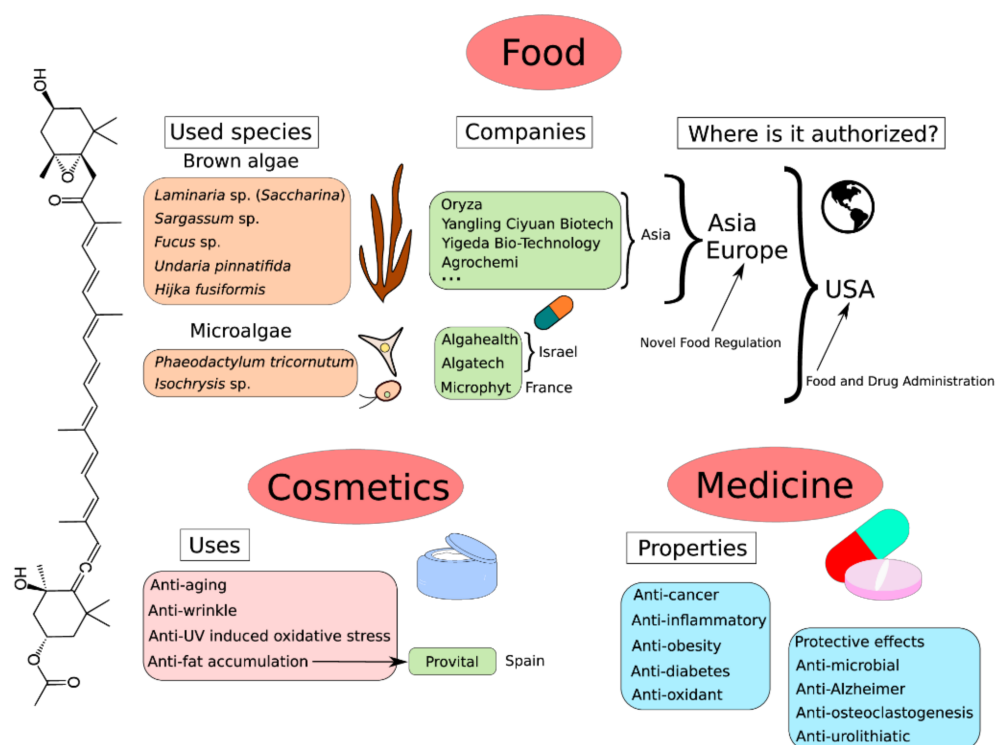 Food
Used species
Brown algae
Laminaria sp. (Saccharina)
Sargassum sp.
Fucus sp.
Undaria pinnatifida
Hijka fusiformis
Microalgae
Phaeodactylum tricornutum
Isochrysis sp.
Companies
Oryza
Yangling Ciyuan Biotech
Yigeda Bio-Technology
Agrochemi
...
Asia
Algahealth
Algatech
Israel
Microphyt France
Where is it authorized?
Asia
Europe
USA
Novel Food Regulation
Food and Drug Administration
Cosmetics
Uses
Anti-aging
Anti-wrinkle
Anti-UV induced oxidative stress
Anti-fat accumulation
Provital Spain
Medicine
Properties
Anti-cancer
Anti-inflammatory
Anti-obesity
Anti-diabetes
Anti-oxidant
Protective effects
Anti-microbial
Anti-Alzheimer
Anti-osteoclastogenesis
Anti-urolithiatic
HO
O
O
C
HO
O
O